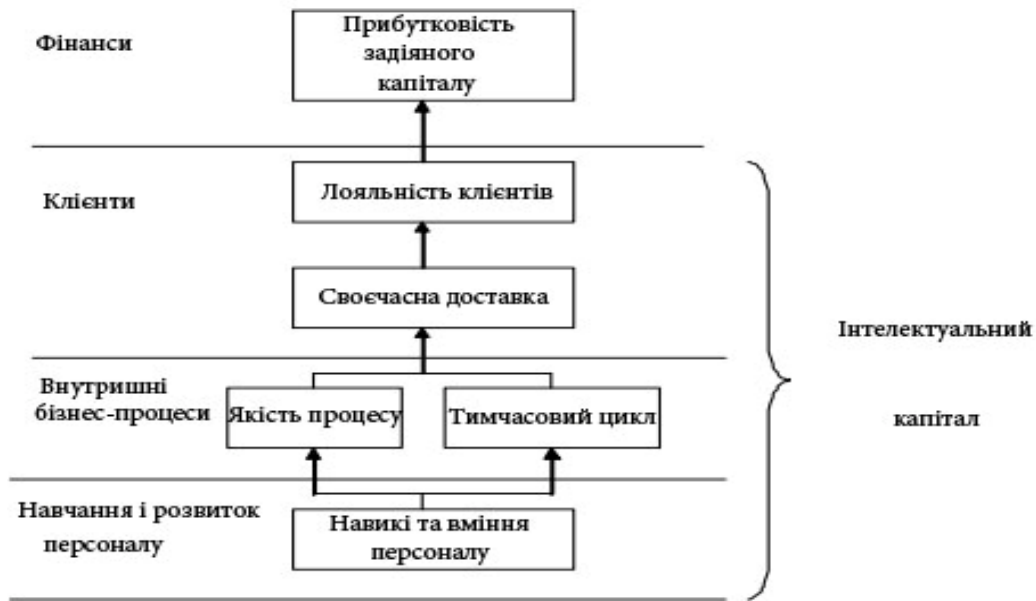 Фінанси
Прибутковість
задіяного
капіталу
Клієнти
Лояльність клієнтів
Своєчасна доставка
Інтелектуальний
капітал
Внутришні
бізнес-процеси
Якість процесу
Тимчасовий цикл
Навчання і розвиток
персоналу
Навикі та вміння
персоналу